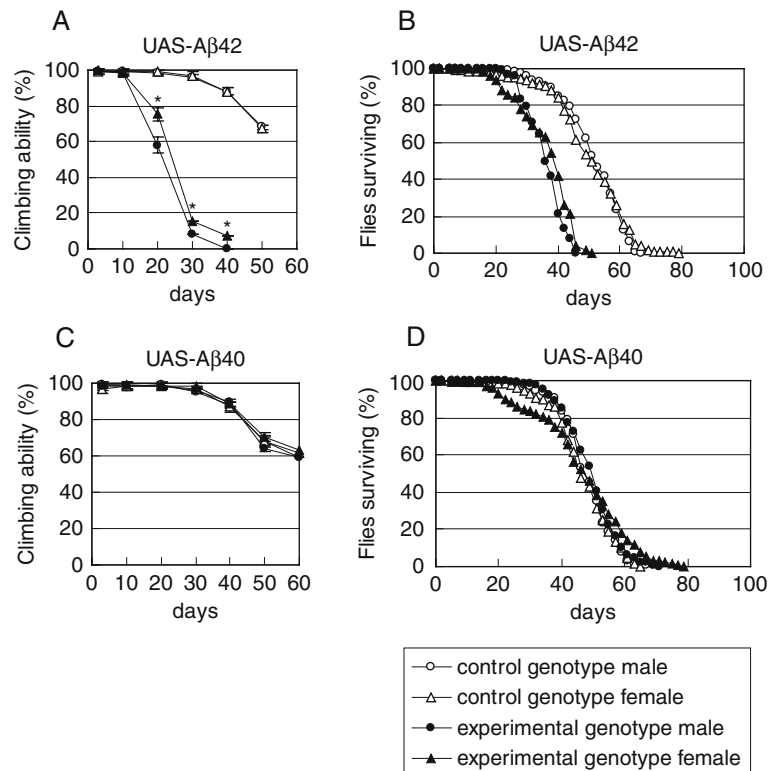 A
UAS-Aβ42
Climbing ability (%)
100
80
60
40
20
0
*
*
*
0 10 20 30 40 50 60
days
B
UAS-Aβ42
Flies surviving (%)
100
80
60
40
20
0
0 20 40 60 80 100
days
C
UAS-Aβ40
Climbing ability (%)
100
80
60
40
20
0
0 10 20 30 40 50 60
days
D
UAS-Aβ40
Flies surviving (%)
100
80
60
40
20
0
0 20 40 60 80 100
days
control genotype male
control genotype female
experimental genotype male
experimental genotype female